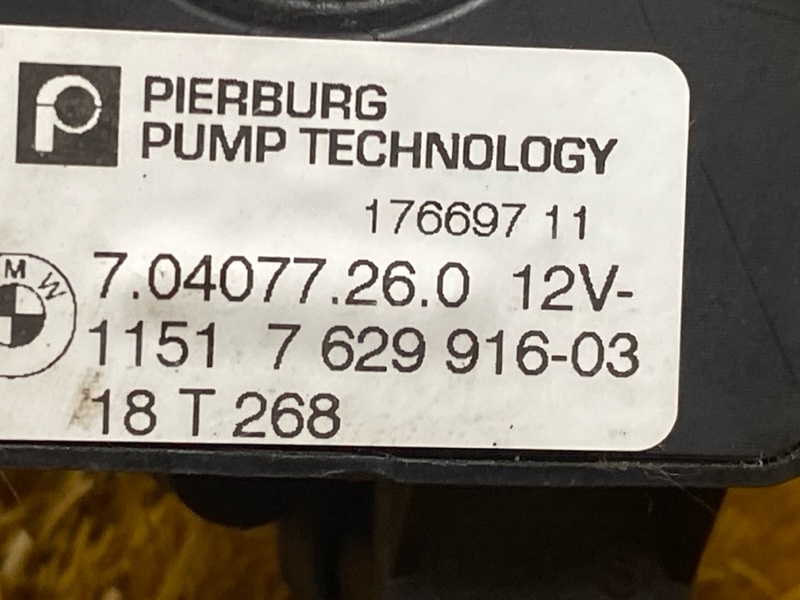 PIERBURG
PUMP TECHNOLOGY
176697 11
M W
7.04077.26.0 12V-
1151 7 629 916-03
18 T 268